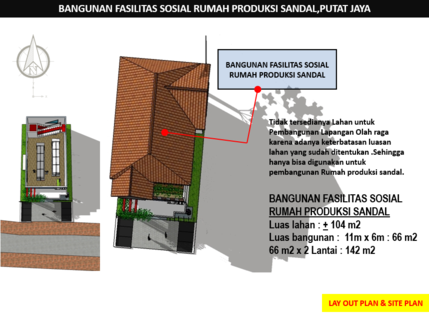 BANGUNAN FASILITAS SOSIAL RUMAH PRODUKSI SANDAL,PUTAT JAYA
BANGUNAN FASILITAS SOSIAL
RUMAH PRODUKSI SANDAL
Tidak tersedianya Lahan untuk
Pembangunan Lapangan Olah raga
karena adanya keterbatasan luasan
lahan yang sudah ditentukan .Sehingga
hanya bisa digunakan untuk
pembangunan Rumah produksi sandal.
BANGUNAN FASILITAS SOSIAL
RUMAH PRODUKSI SANDAL
Luas lahan : ± 104 m2
Luas bangunan : 11m x 6m : 66 m2
66 m2 x 2 Lantai : 142 m2
LAY OUT PLAN & SITE PLAN